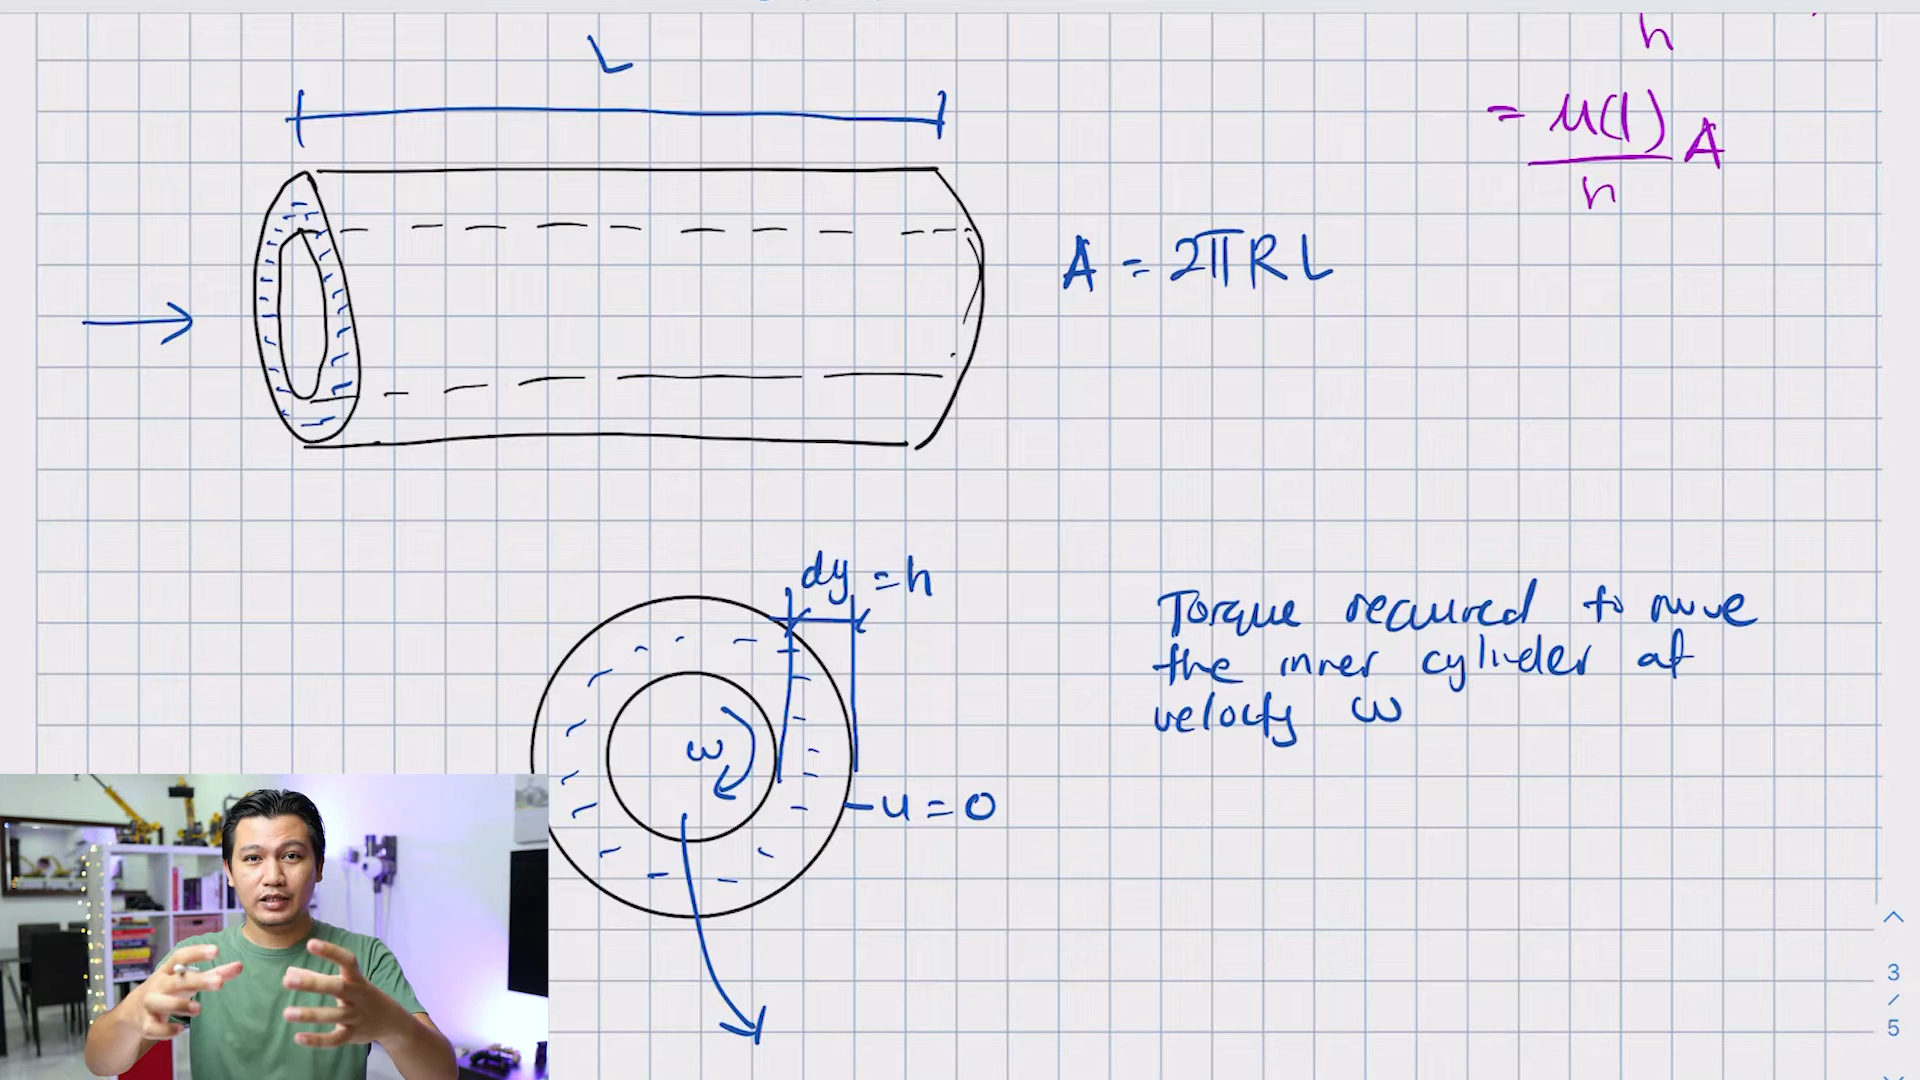 L
h
= μ(1)/h A
A = 2πRL
dy = h
Torque required to move
the inner cylinder at
velocity ω
ω
u = 0
3
/
5